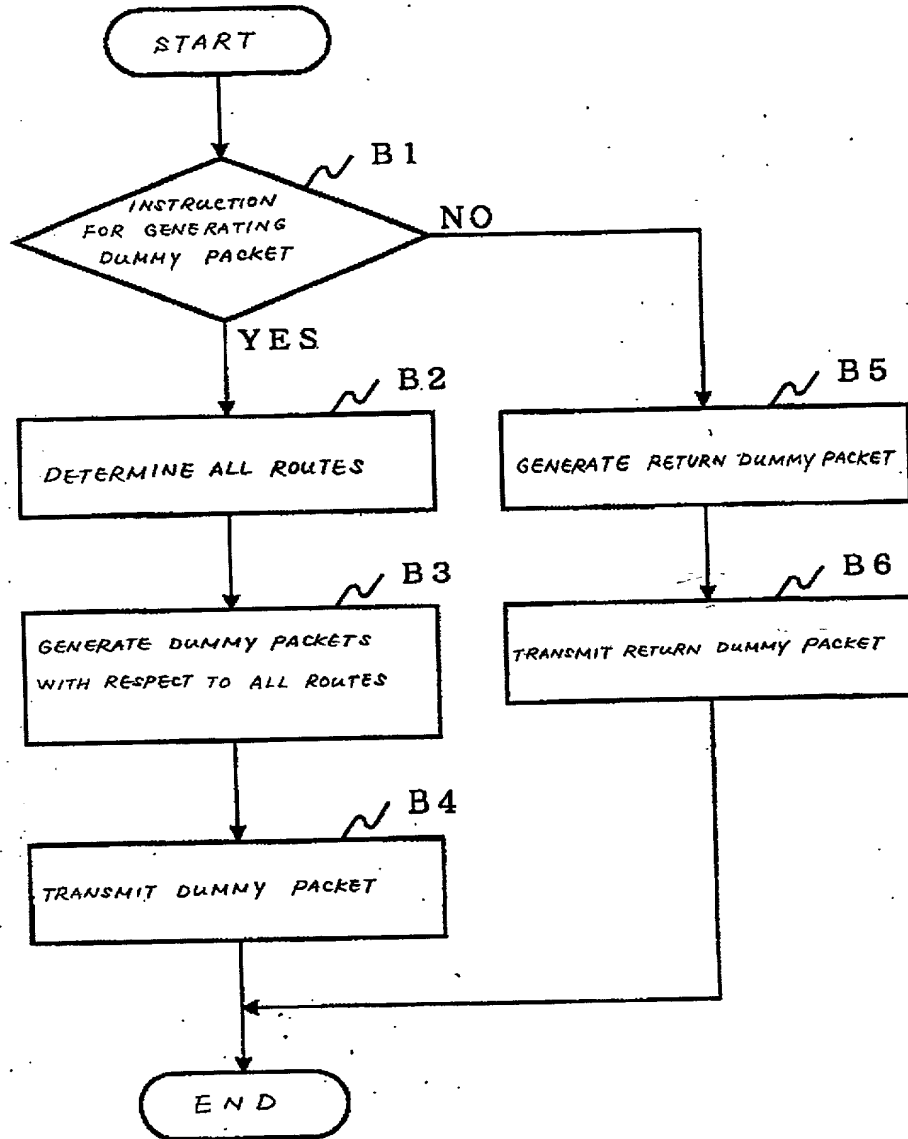 START
B1
INSTRUCTION
FOR GENERATING
DUMMY PACKET
NO
YES
B2
DETERMINE ALL ROUTES
B5
GENERATE RETURN DUMMY PACKET
B3
GENERATE DUMMY PACKETS
WITH RESPECT TO ALL ROUTES
B6
TRANSMIT RETURN DUMMY PACKET
B4
TRANSMIT DUMMY PACKET
END